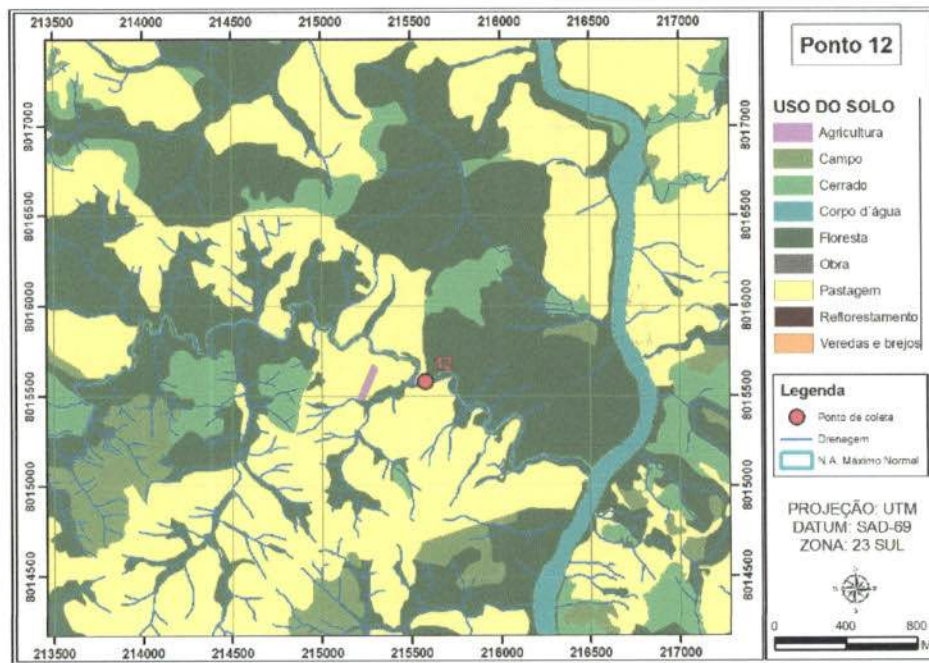 213500 214000 214500 215000 215500 216000 216500 217000
8017000
8016500
8016000
8015500
8015000
8014500
12
8017000
8016500
8016000
8015500
8015000
8014500
213500 214000 214500 215000 215500 216000 216500 217000
Ponto 12
USO DO SOLO
Agricultura
Campo
Cerrado
Corpo d´água
Floresta
Obra
Pastagem
Reflorestamento
Veredas e brejos
Legenda
Ponto de coleta
Drenagem
N.A. Máximo Normal
PROJEÇÃO: UTM
DATUM: SAD-69
ZONA: 23 SUL
0 400 800
M